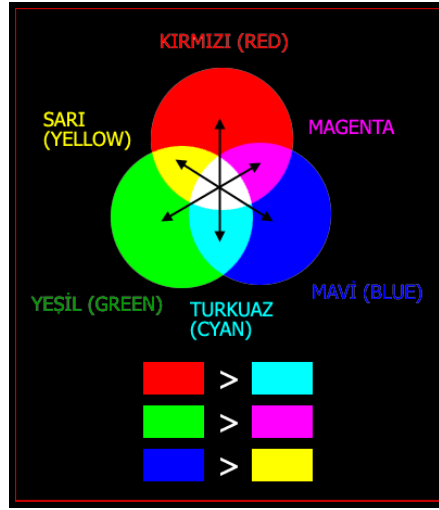 KIRMIZI (RED)
SARI
(YELLOW)
MAGENTA
YEŞİL (GREEN)
TURKUAZ
(CYAN)
MAVİ (BLUE)
>
>
>